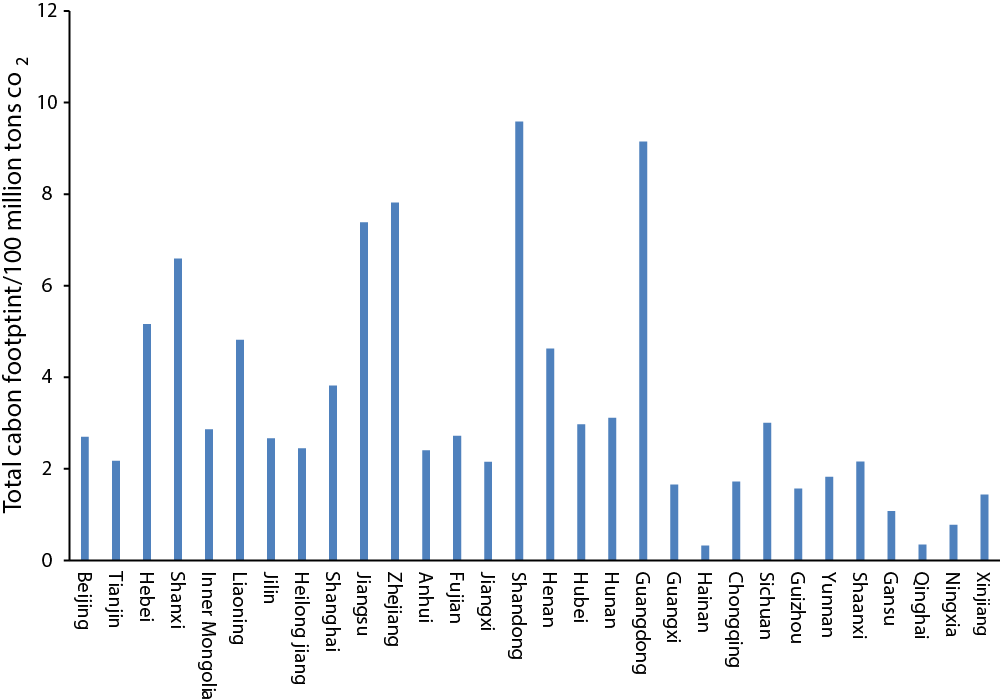 Total cabon footptint/100 million tons co 2
12
10
8
6
4
2
0
Beijing
Tianjin
Hebei
Shanxi
Inner Mongolia
Liaoning
Jilin
Heilong jiang
Shanghai
Jiangsu
Zhejiang
Anhui
Fujian
Jiangxi
Shandong
Henan
Hubei
Hunan
Guangdong
Guangxi
Hainan
Chongqing
Sichuan
Guizhou
Yunnan
Shaanxi
Gansu
Qinghai
Ningxia
Xinjiang